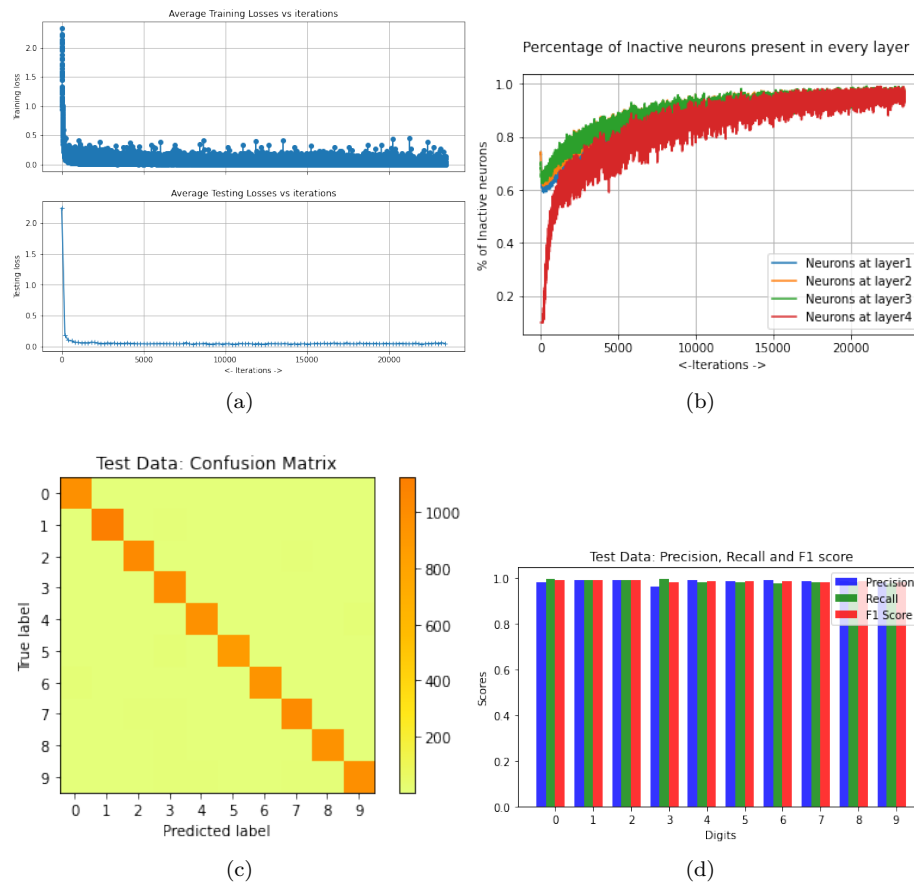 Average Training Losses vs iterations
2.0
1.5
1.0
0.5
0.0
Training loss
Average Testing Losses vs iterations
2.0
1.5
1.0
0.5
0.0
Testing loss
0 5000 10000 15000 20000
<- Iterations ->
(a)
Percentage of Inactive neurons present in every layer
1.0
0.8
0.6
0.4
0.2
% of Inactive neurons
Neurons at layer1
Neurons at layer2
Neurons at layer3
Neurons at layer4
0 5000 10000 15000 20000
<-Iterations ->
(b)
Test Data: Confusion Matrix
0
1
2
3
4
5
6
7
8
9
True label
0 1 2 3 4 5 6 7 8 9
Predicted label
1000
800
600
400
200
(c)
Test Data: Precision, Recall and F1 score
1.0
0.8
0.6
0.4
0.2
0.0
Scores
Precision
Recall
F1 Score
0 1 2 3 4 5 6 7 8 9
Digits
(d)